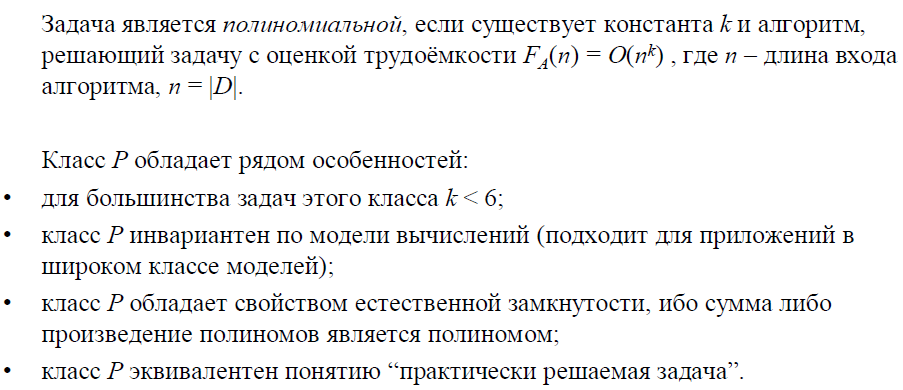 Задача является полиномиальной, если существует константа k и алгоритм,
решающий задачу с оценкой трудоёмкости F_A(n) = O(n^k) , где n – длина входа
алгоритма, n = |D|.
Класс P обладает рядом особенностей:
• для большинства задач этого класса k < 6;
• класс P инвариантен по модели вычислений (подходит для приложений в
широком классе моделей);
• класс P обладает свойством естественной замкнутости, ибо сумма либо
произведение полиномов является полиномом;
• класс P эквивалентен понятию “практически решаемая задача”.